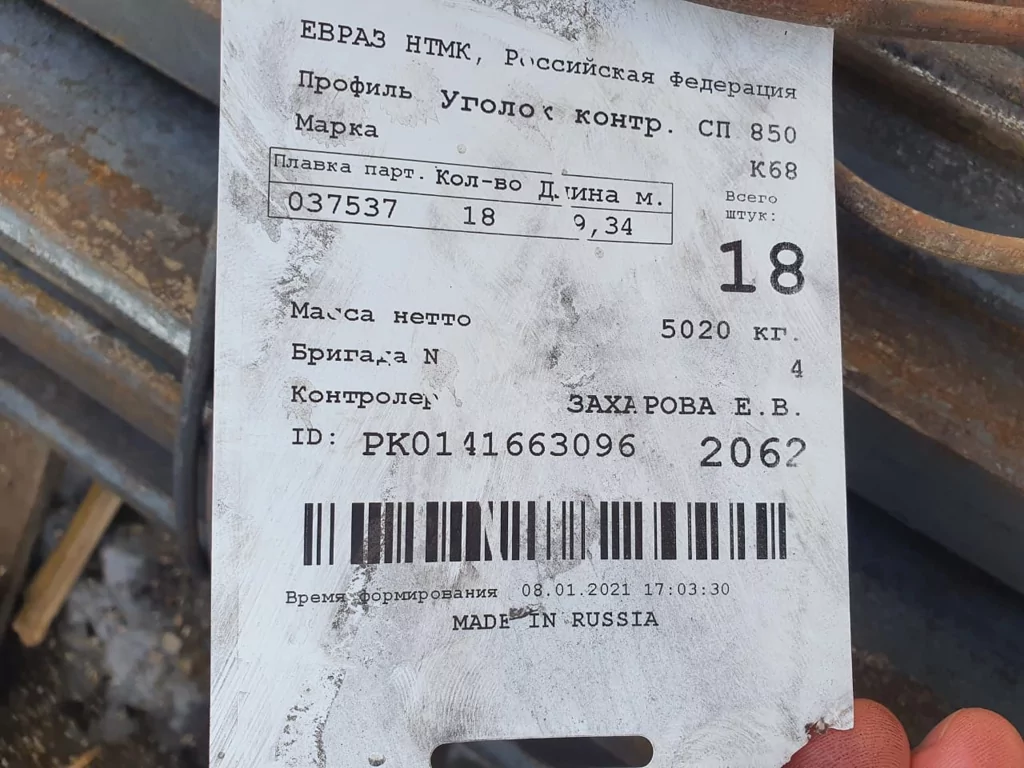 ЕВРАЗ НТМК, Российская Федерация
Профиль Уголок контр. СП 850
Марка К68
Плавка парт. Кол-во Длина м.
037537 18 9,34
Всего
штук:
18
Масса нетто 5020 кг.
Бригада N 4
Контролер ЗАХАРОВА Е.В.
ID: РК0141663096 2062
Время формирования 08.01.2021 17:03:30
MADE IN RUSSIA